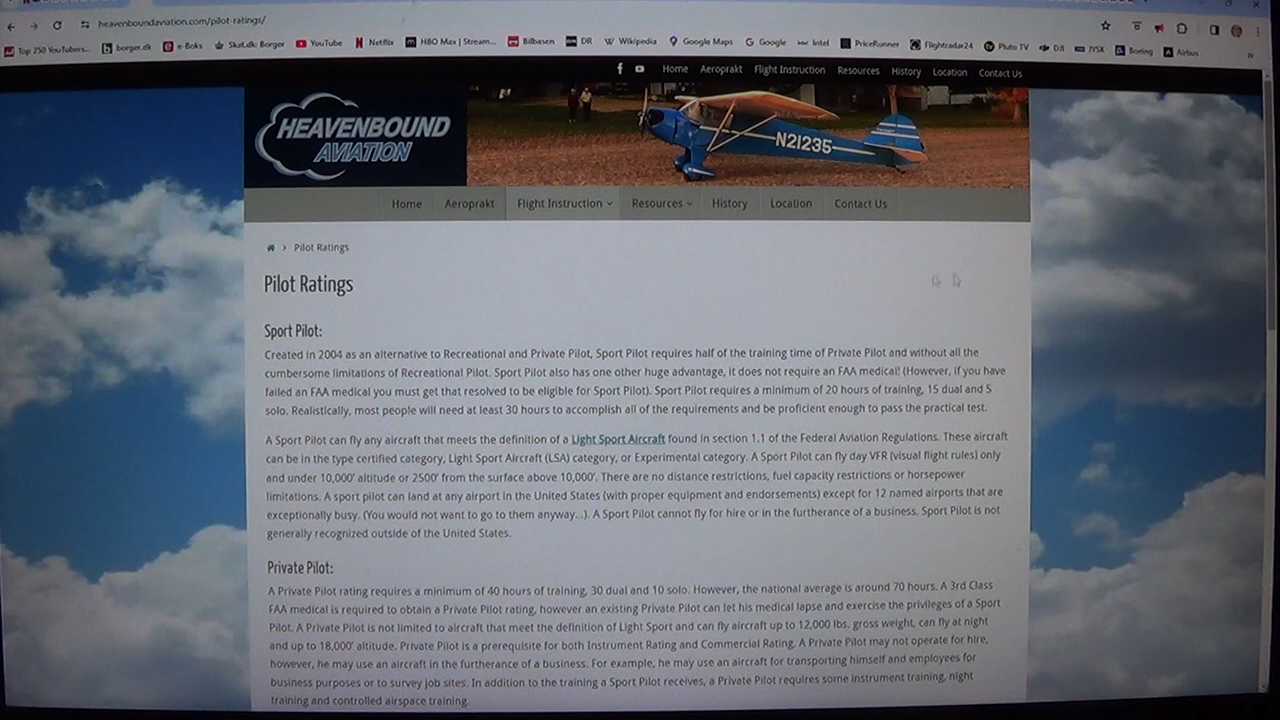 heavenboundaviation.com/pilot-ratings/
Top 250 YouTubers... borger.dk e-Boks Skat.dk: Borger YouTube Netflix HBO Max | Stream... Bilbasen DR Wikipedia Google Maps Google Intel PriceRunner Flightradar24 Pluto TV DJI JYSK Boeing Airbus
Home Aeroprakt Flight Instruction Resources History Location Contact Us
HEAVENBOUND
AVIATION
N21235
Home Aeroprakt Flight Instruction Resources History Location Contact Us
Pilot Ratings
Pilot Ratings
Sport Pilot:
Created in 2004 as an alternative to Recreational and Private Pilot, Sport Pilot requires half of the training time of Private Pilot and without all the
cumbersome limitations of Recreational Pilot. Sport Pilot also has one other huge advantage, it does not require an FAA medical! (However, if you have
failed an FAA medical you must get that resolved to be eligible for Sport Pilot). Sport Pilot requires a minimum of 20 hours of training, 15 dual and 5
solo. Realistically, most people will need at least 30 hours to accomplish all of the requirements and be proficient enough to pass the practical test.
A Sport Pilot can fly any aircraft that meets the definition of a Light Sport Aircraft found in section 1.1 of the Federal Aviation Regulations. These aircraft
can be in the type certified category, Light Sport Aircraft (LSA) category, or Experimental category. A Sport Pilot can fly day VFR (visual flight rules) only
and under 10,000' altitude or 2500' from the surface above 10,000'. There are no distance restrictions, fuel capacity restrictions or horsepower
limitations. A sport pilot can land at any airport in the United States (with proper equipment and endorsements) except for 12 named airports that are
exceptionally busy. (You would not want to go to them anyway...). A Sport Pilot cannot fly for hire or in the furtherance of a business. Sport Pilot is not
generally recognized outside of the United States.
Private Pilot:
A Private Pilot rating requires a minimum of 40 hours of training, 30 dual and 10 solo. However, the national average is around 70 hours. A 3rd Class
FAA medical is required to obtain a Private Pilot rating, however an existing Private Pilot can let his medical lapse and exercise the privileges of a Sport
Pilot. A Private Pilot is not limited to aircraft that meet the definition of Light Sport and can fly aircraft up to 12,000 lbs. gross weight, can fly at night
and up to 18,000' altitude. Private Pilot is a prerequisite for both Instrument Rating and Commercial Rating. A Private Pilot may not operate for hire,
however, he may use an aircraft in the furtherance of a business. For example, he may use an aircraft for transporting himself and employees for
business purposes or to survey job sites. In addition to the training a Sport Pilot receives, a Private Pilot requires some instrument training, night
training and controlled airspace training.